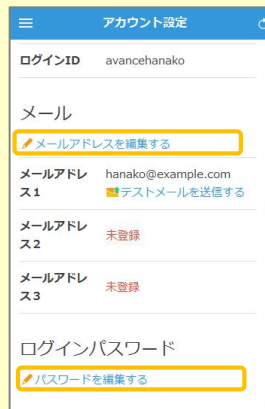 アカウント設定
ログインID avancehanako
メール
メールアドレスを編集する
メールアドレ hanako@example.com
ス1 テストメールを送信する
メールアドレ
ス2 未登録
メールアドレ
ス3 未登録
ログインパスワード
パスワードを編集する